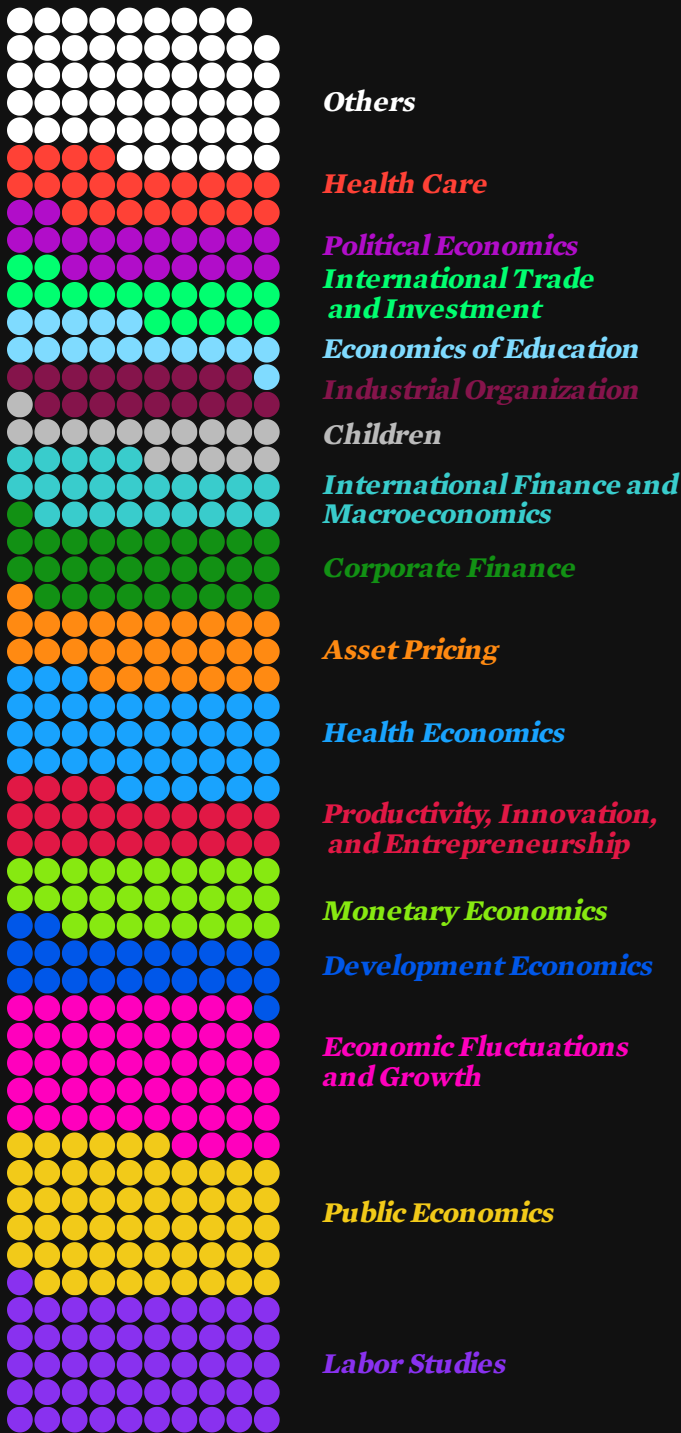 Others
Health Care
Political Economics
International Trade
and Investment
Economics of Education
Industrial Organization
Children
International Finance and
Macroeconomics
Corporate Finance
Asset Pricing
Health Economics
Productivity, Innovation,
and Entrepreneurship
Monetary Economics
Development Economics
Economic Fluctuations
and Growth
Public Economics
Labor Studies